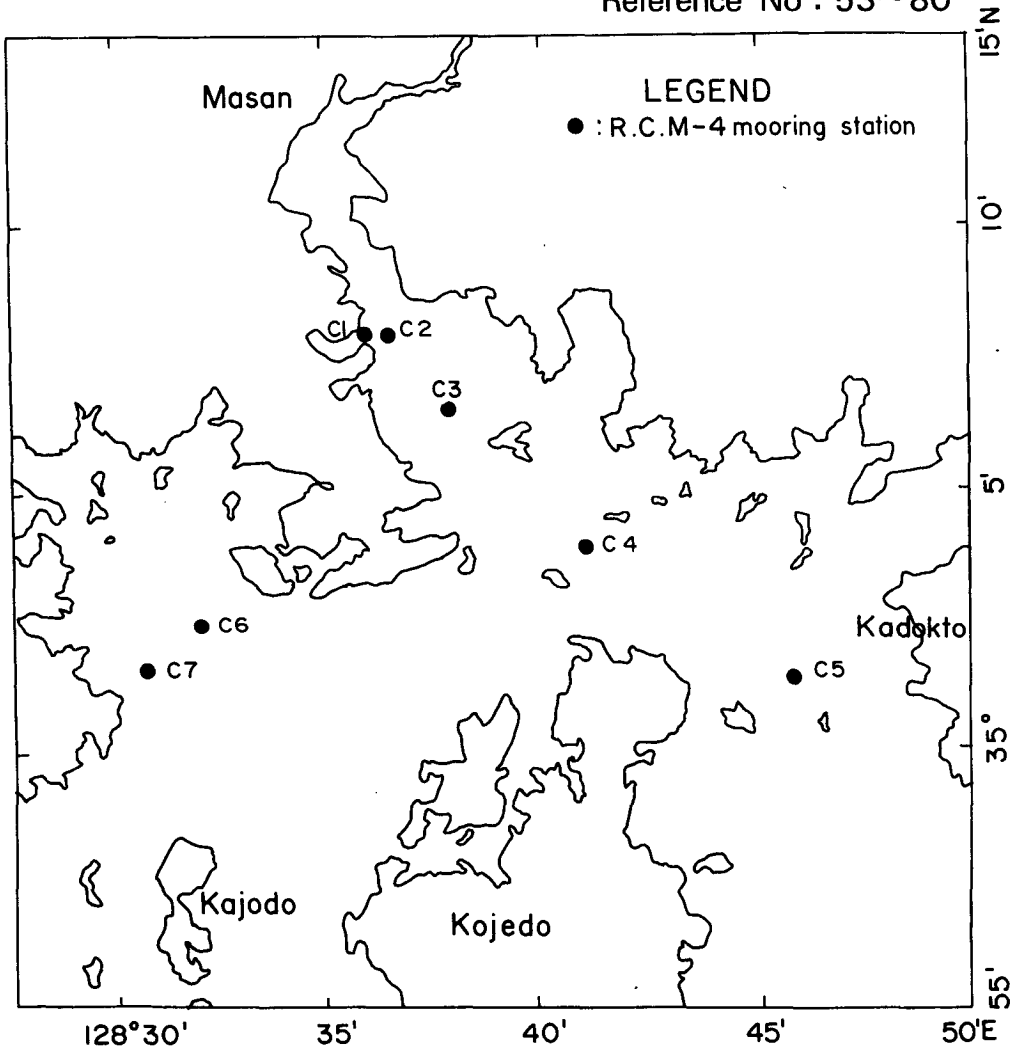 Reference No : 53 - 80
15'N
Masan
LEGEND
● : R.C.M-4 mooring station
10'
C1
C2
C3
5'
C4
C6
Kadokto
C7
C5
35°
Kajodo
Kojedo
55'
128°30'
35'
40'
45'
50'E